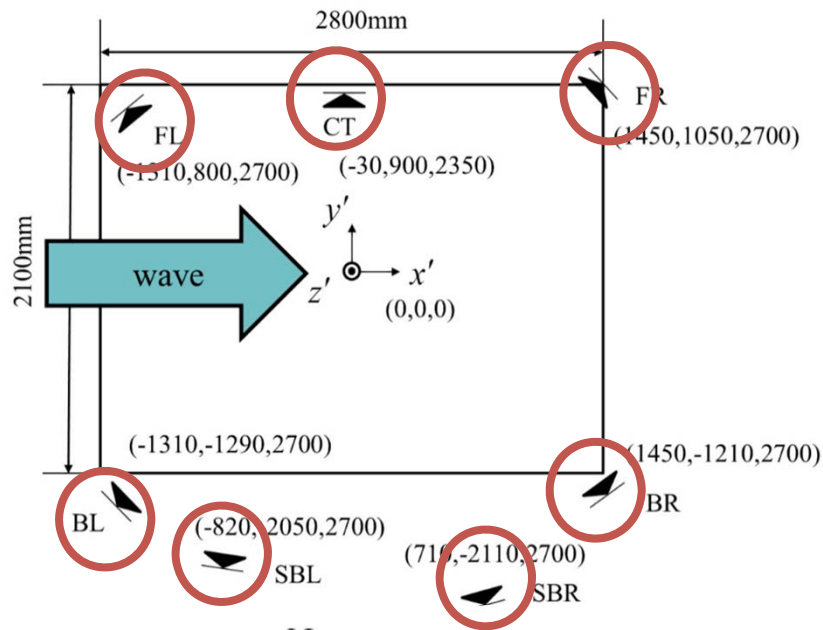 2800mm
FL
CT
FR
(-1310,800,2700)
(-30,900,2350)
(1450,1050,2700)
2100mm
wave
y′
x′
z′
(0,0,0)
(-1310,-1290,2700)
(1450,-1210,2700)
BL
BR
(-820,-2050,2700)
SBL
(710,-2110,2700)
SBR